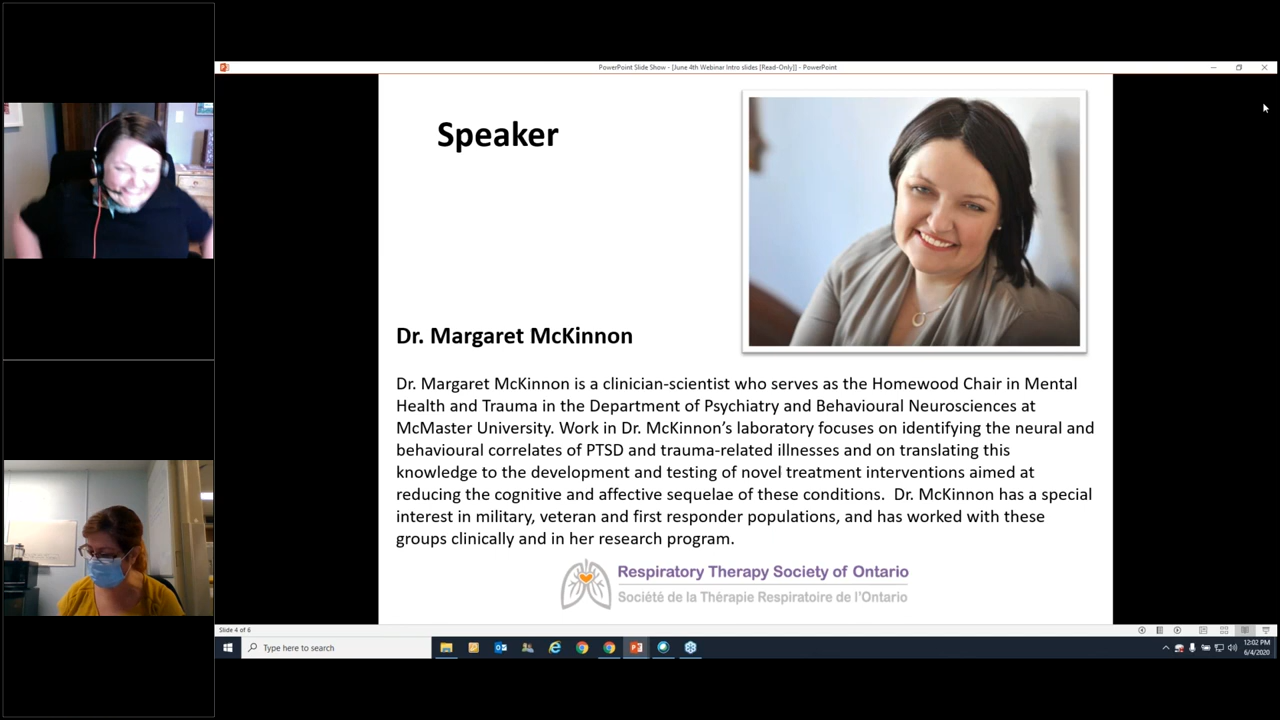 PowerPoint Slide Show - [June 4th Webinar Intro slides [Read-Only]] - PowerPoint
Speaker
Dr. Margaret McKinnon
Dr. Margaret McKinnon is a clinician-scientist who serves as the Homewood Chair in Mental
Health and Trauma in the Department of Psychiatry and Behavioural Neurosciences at
McMaster University. Work in Dr. McKinnon’s laboratory focuses on identifying the neural and
behavioural correlates of PTSD and trauma-related illnesses and on translating this
knowledge to the development and testing of novel treatment interventions aimed at
reducing the cognitive and affective sequelae of these conditions.  Dr. McKinnon has a special
interest in military, veteran and first responder populations, and has worked with these
groups clinically and in her research program.
Respiratory Therapy Society of Ontario
Société de la Thérapie Respiratoire de l’Ontario
Slide 4 of 6
Type here to search
12:02 PM
6/4/2020